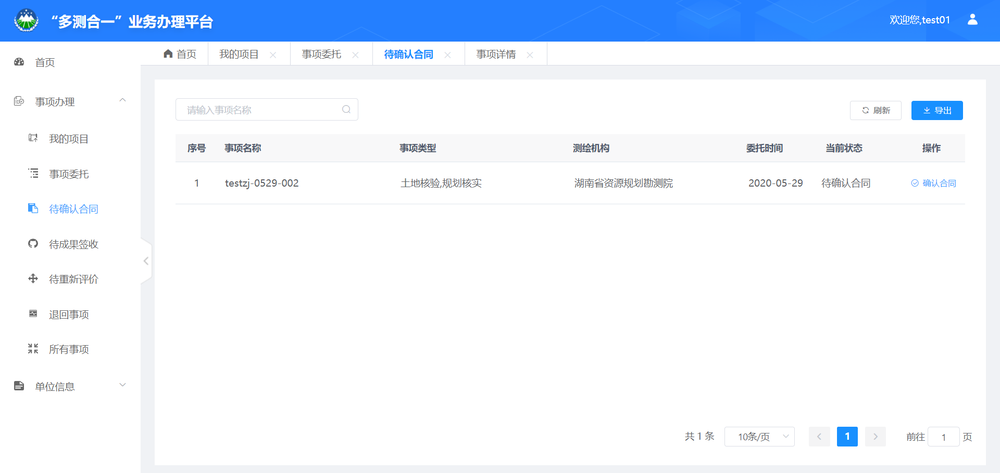 “多测合一”业务办理平台
欢迎您,test01
首页
我的项目
事项委托
待确认合同
事项详情
首页
事项办理
我的项目
事项委托
待确认合同
待成果签收
待重新评价
退回事项
所有事项
单位信息
请输入事项名称
刷新
导出
序号 事项名称 事项类型 测绘机构 委托时间 当前状态 操作
1 testzj-0529-002 土地核验,规划核实 湖南省资源规划勘测院 2020-05-29 待确认合同 确认合同
共 1 条 10条/页 1 前往 1 页